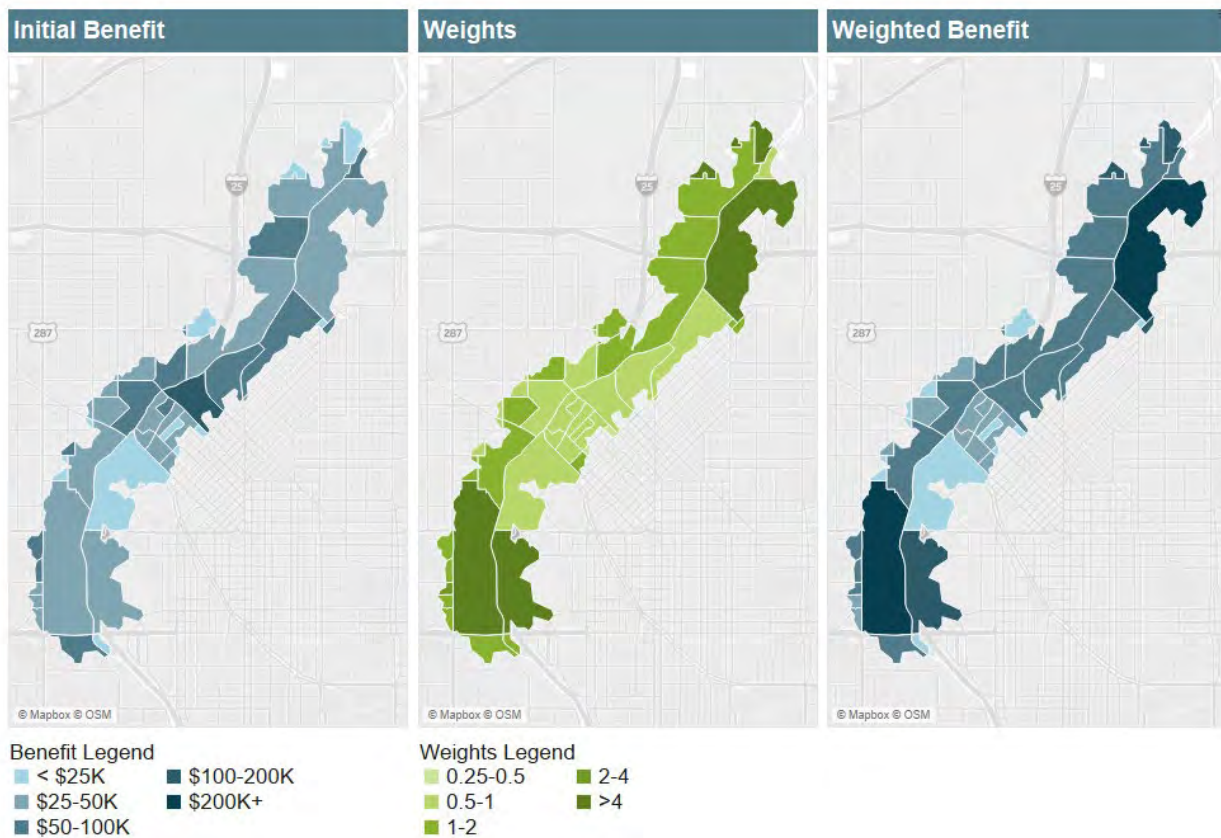 Initial Benefit
Weights
Weighted Benefit
25
25
25
287
287
287
© Mapbox © OSM
© Mapbox © OSM
© Mapbox © OSM
Benefit Legend
< $25K
$100-200K
$25-50K
$200K+
$50-100K
Weights Legend
0.25-0.5
2-4
0.5-1
>4
1-2